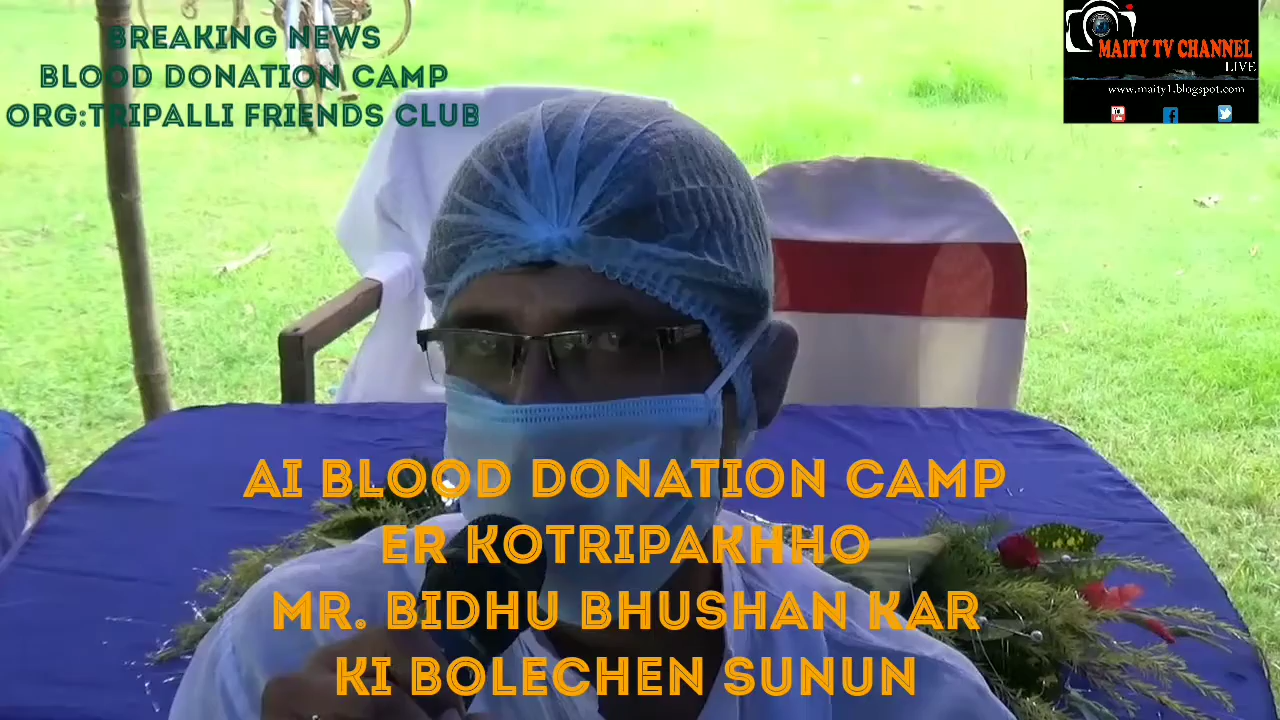 BREAKING NEWS
BLOOD DONATION CAMP
ORG:TRIPALLI FRIENDS CLUB
MAITY TV CHANNEL
LIVE
www.maity1.blogspot.com
AI BLOOD DONATION CAMP
ER KOTRIPAKHHO
MR. BIDHU BHUSHAN KAR
KI BOLECHEN SUNUN